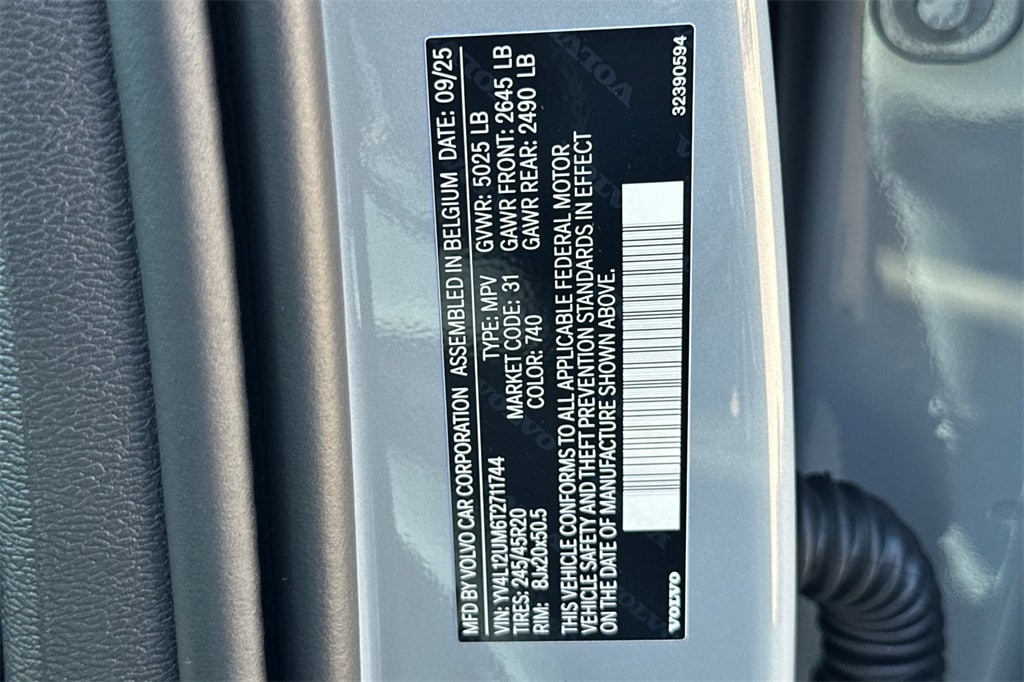 MFD BY VOLVO CAR CORPORATION ASSEMBLED IN BELGIUM DATE: 09/25
VIN: YV4L12UM6T2711744 TYPE: MPV GVWR: 5025 LB
TIRES: 245/45R20 MARKET CODE: 31 GAWR FRONT: 2645 LB
RIM: 8Jx20x50.5 COLOR: 740 GAWR REAR: 2490 LB
THIS VEHICLE CONFORMS TO ALL APPLICABLE FEDERAL MOTOR
VEHICLE SAFETY AND THEFT PREVENTION STANDARDS IN EFFECT
ON THE DATE OF MANUFACTURE SHOWN ABOVE.
VOLVO 32390594